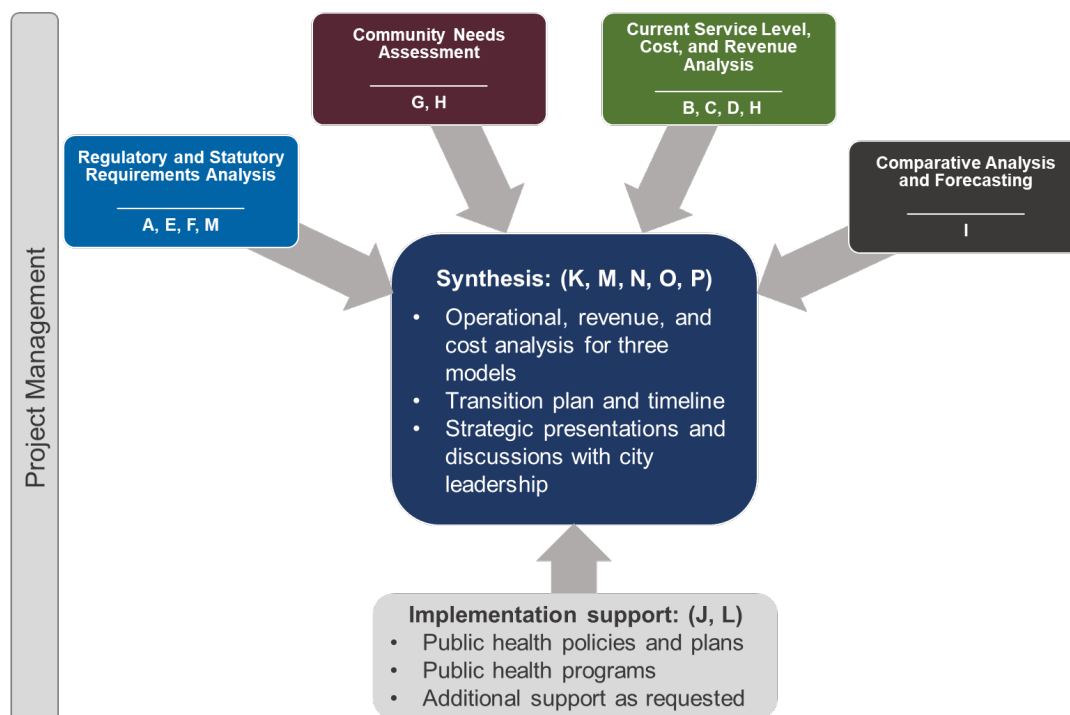 Project Management
Community Needs
Assessment
G, H
Current Service Level,
Cost, and Revenue
Analysis
B, C, D, H
Regulatory and Statutory
Requirements Analysis
A, E, F, M
Comparative Analysis
and Forecasting
I
Synthesis: (K, M, N, O, P)
• Operational, revenue, and
cost analysis for three
models
• Transition plan and timeline
• Strategic presentations and
discussions with city
leadership
Implementation support: (J, L)
• Public health policies and plans
• Public health programs
• Additional support as requested